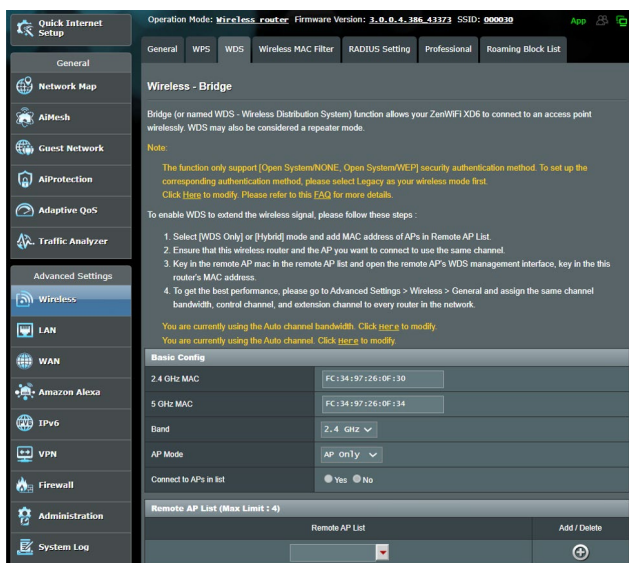 Quick Internet
Setup
Operation Mode: Wireless router Firmware Version: 3.0.0.4.386_43373 SSID: 000030
App
General
WPS
WDS
Wireless MAC Filter
RADIUS Setting
Professional
Roaming Block List
General
Network Map
AiMesh
Guest Network
AiProtection
Adaptive QoS
Traffic Analyzer
Advanced Settings
Wireless
LAN
WAN
Amazon Alexa
IPv6
VPN
Firewall
Administration
System Log
Wireless - Bridge
Bridge (or named WDS - Wireless Distribution System) function allows your ZenWiFi XD6 to connect to an access point
wirelessly. WDS may also be considered a repeater mode.
Note:
The function only support [Open System/NONE, Open System/WEP] security authentication method. To set up the
corresponding authentication method, please select Legacy as your wireless mode first.
Click Here to modify. Please refer to this FAQ for more details.
To enable WDS to extend the wireless signal, please follow these steps :
1. Select [WDS Only] or [Hybrid] mode and add MAC address of APs in Remote AP List.
2. Ensure that this wireless router and the AP you want to connect to use the same channel.
3. Key in the remote AP mac in the remote AP list and open the remote AP's WDS management interface, key in the this
router's MAC address.
4. To get the best performance, please go to Advanced Settings > Wireless > General and assign the same channel
bandwidth, control channel, and extension channel to every router in the network.
You are currently using the Auto channel bandwidth. Click Here to modify.
You are currently using the Auto channel. Click Here to modify.
Basic Config
2.4 GHz MAC
FC:34:97:26:0F:30
5 GHz MAC
FC:34:97:26:0F:34
Band
2.4 GHz
AP Mode
AP Only
Connect to APs in list
Yes No
Remote AP List (Max Limit : 4)
Remote AP List
Add / Delete